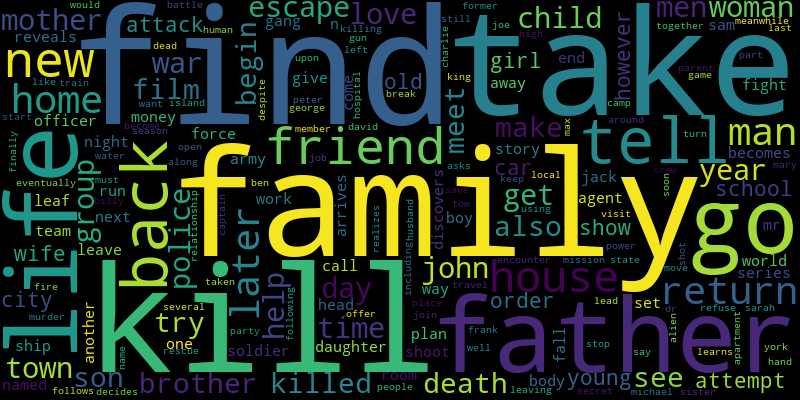 mother
reveals
new
home
officer
find
take
attack
war
film
night
escape
gang
love
child
girl
men
woman
however
meanwhile
begin
old
meet
friend
make
tell
man
becomes
year
school
life
group
back
police
family
get
also
show
go
car
story
jack
agent
boy
work
army
force
money
human
dead
battle
would
former
still
joe
high
king
together
sam
last
part
parent
game
fight
away
end
give
upon
killing
gun
left
n
come
hospital
charlie
despite
peter
george
break
david
member
job
island
want
train
like
start
water
season
become
open
along
must
billy
run
leaf
team
next
eventually
finally
wife
leave
city
ship
fire
murder
town
named
follows
decides
son
another
name
several
try
one
taken
rescue
brother
kill
killed
later
help
following
party
soldier
call
day
head
time
offer
daughter
room
people
death
leaving
father
john
way
plan
shoot
place
join
house
order
encounter
mission
state
travel
frank
well
fall
body
secret
young
stop
michael
say
sister
see
set
lead
move
shot
alien
dr
learns
attempt
apartment
refuse
sarah
york
hand
return
series
world
mr
power
visit
local
using
keep
asks
discovers
save
tom
crew
soon
mary
turn
around
camp
max
arrives
realizes
husband
including
relationship
captain
ben